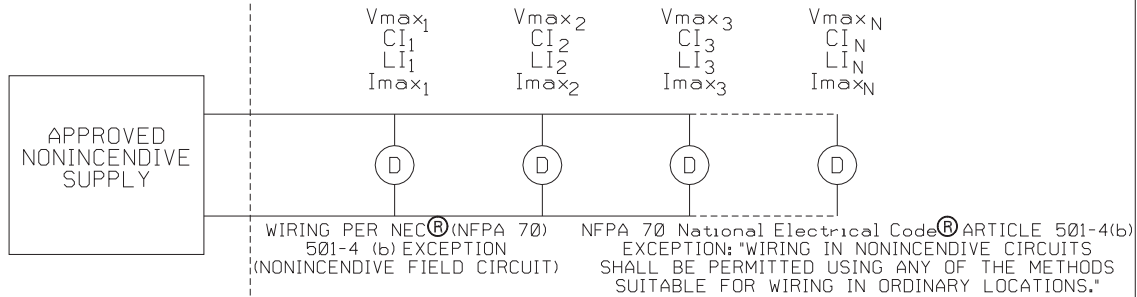 Vmax1 Vmax2 Vmax3 VmaxN
CI1 CI2 CI3 CIN
LI1 LI2 LI3 LIN
Imax1 Imax2 Imax3 ImaxN
APPROVED
NONINCENDIVE
SUPPLY
D D D D
WIRING PER NEC®(NFPA 70)
501-4 (b) EXCEPTION
(NONINCENDIVE FIELD CIRCUIT)
NFPA 70 National Electrical Code® ARTICLE 501-4(b)
EXCEPTION: "WIRING IN NONINCENDIVE CIRCUITS
SHALL BE PERMITTED USING ANY OF THE METHODS
SUITABLE FOR WIRING IN ORDINARY LOCATIONS."